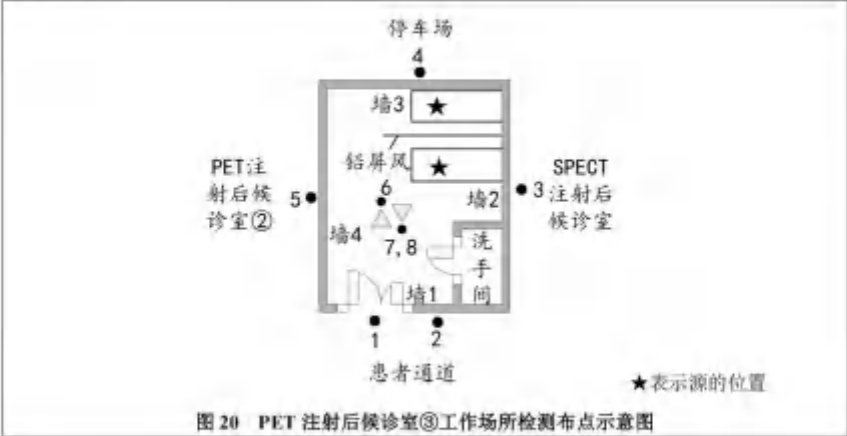 停车场
4
墙3
铅屏风
PET注
射后候
诊室②
5
6
墙2
3
SPECT
注射后
候诊室
墙4
7,8
洗
手
间
墙1
1
2
患者通道
★表示源的位置
图 20 PET 注射后候诊室③工作场所检测布点示意图